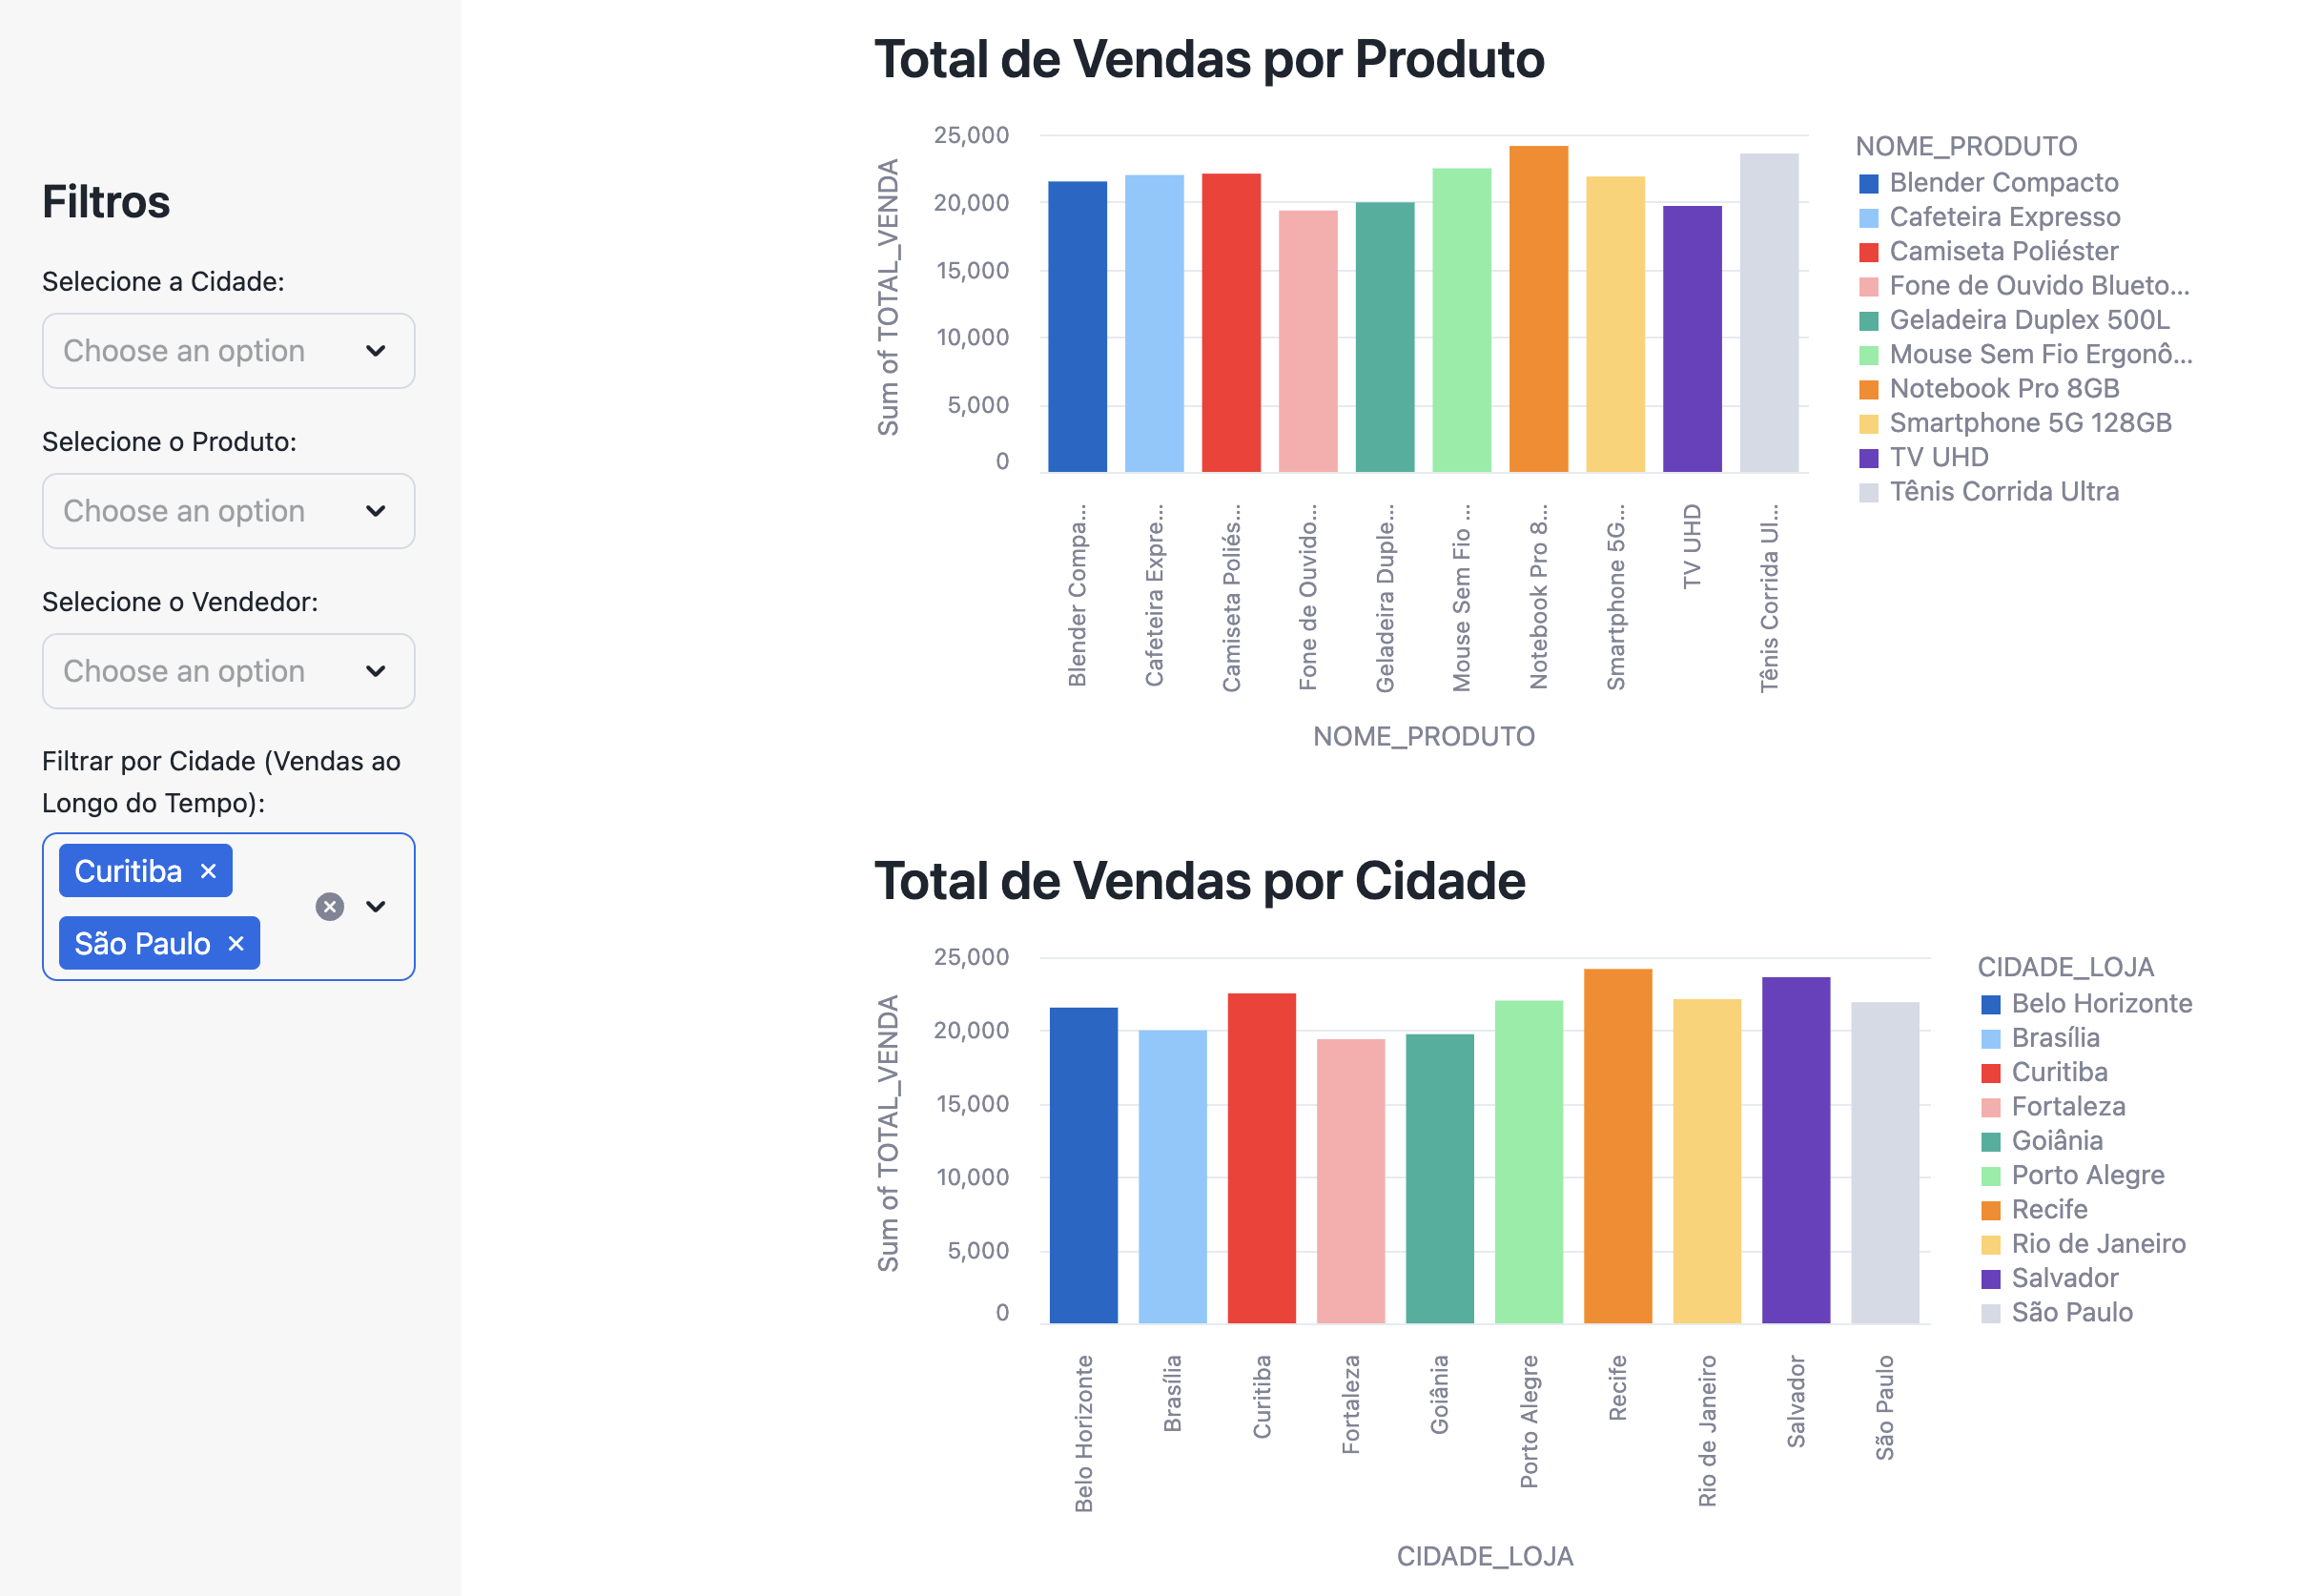 Filtros
Selecione a Cidade:
Choose an option
Selecione o Produto:
Choose an option
Selecione o Vendedor:
Choose an option
Filtrar por Cidade (Vendas ao
Longo do Tempo):
Curitiba
São Paulo
Total de Vendas por Produto
Sum of TOTAL_VENDA
25,000
20,000
15,000
10,000
5,000
0
Blender Compa...
Cafeteira Expre...
Camiseta Poliés...
Fone de Ouvido...
Geladeira Duple...
Mouse Sem Fio ...
Notebook Pro 8...
Smartphone 5G...
TV UHD
Tênis Corrida Ul...
NOME_PRODUTO
NOME_PRODUTO
Blender Compacto
Cafeteira Expresso
Camiseta Poliéster
Fone de Ouvido Blueto...
Geladeira Duplex 500L
Mouse Sem Fio Ergonô...
Notebook Pro 8GB
Smartphone 5G 128GB
TV UHD
Tênis Corrida Ultra
Total de Vendas por Cidade
Sum of TOTAL_VENDA
25,000
20,000
15,000
10,000
5,000
0
Belo Horizonte
Brasília
Curitiba
Fortaleza
Goiânia
Porto Alegre
Recife
Rio de Janeiro
Salvador
São Paulo
CIDADE_LOJA
CIDADE_LOJA
Belo Horizonte
Brasília
Curitiba
Fortaleza
Goiânia
Porto Alegre
Recife
Rio de Janeiro
Salvador
São Paulo